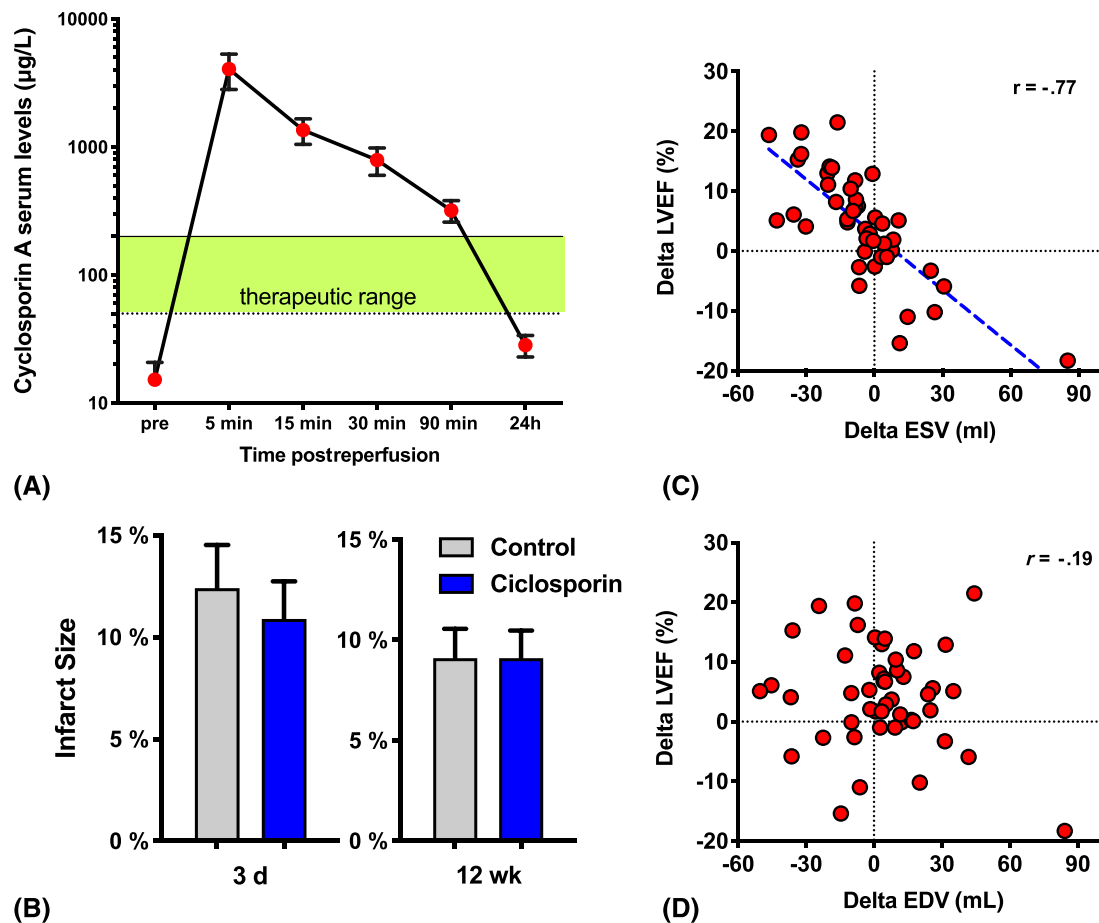 10000
1000
100
10
Cyclosporin A serum levels (µg/L)
therapeutic range
pre 5 min 15 min 30 min 90 min 24h
Time postreperfusion
(A)
15 %
10 %
5 %
0 %
Infarct Size
3 d
15 %
10 %
5 %
0 %
Control
Ciclosporin
12 wk
(B)
30
20
10
0
-10
-20
Delta LVEF (%)
r = -.77
-60 -30 0 30 60 90
Delta ESV (ml)
(C)
30
20
10
0
-10
-20
Delta LVEF (%)
r = -.19
-60 -30 0 30 60 90
Delta EDV (mL)
(D)